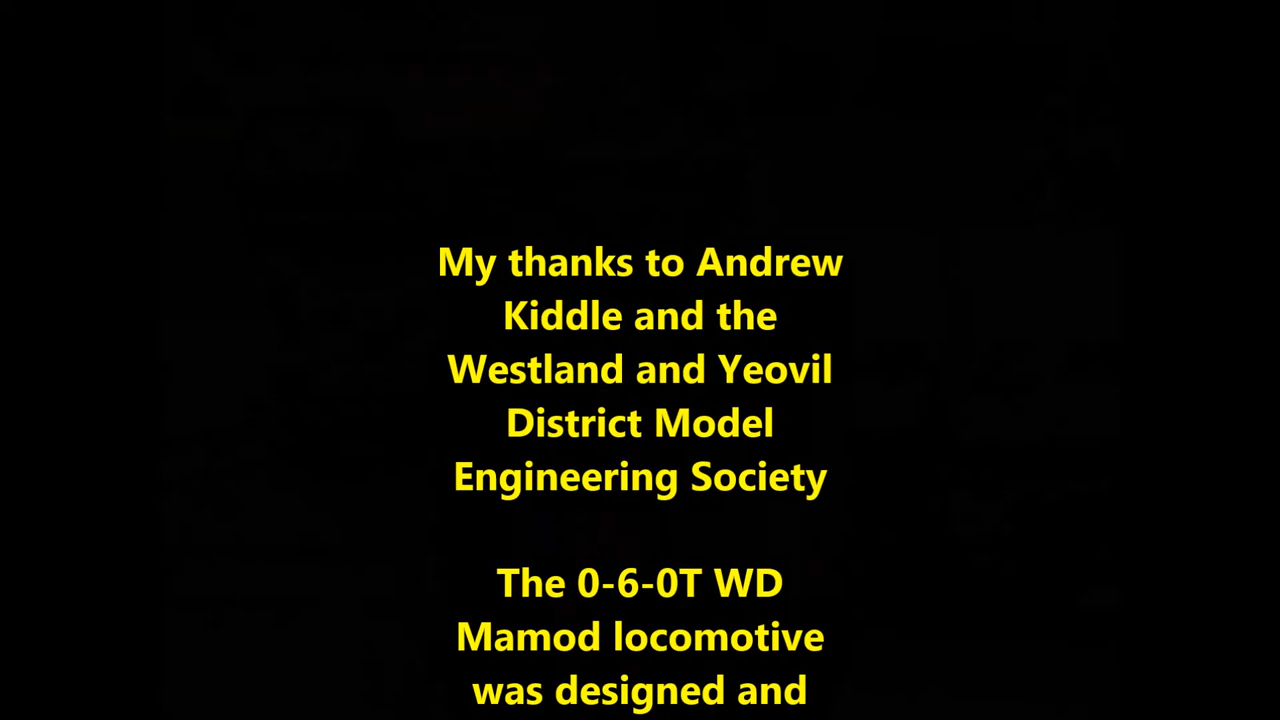 My thanks to Andrew
Kiddle and the
Westland and Yeovil
District Model
Engineering Society
The 0-6-0T WD
Mamod locomotive
was designed and